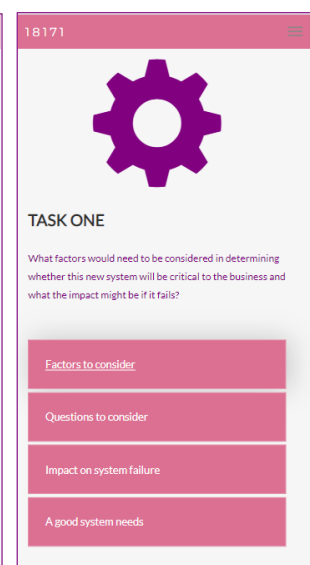 18171
TASK ONE
What factors would need to be considered in determining
whether this new system will be critical to the business and
what the impact might be if it fails?
Factors to consider
Questions to consider
Impact on system failure
A good system needs